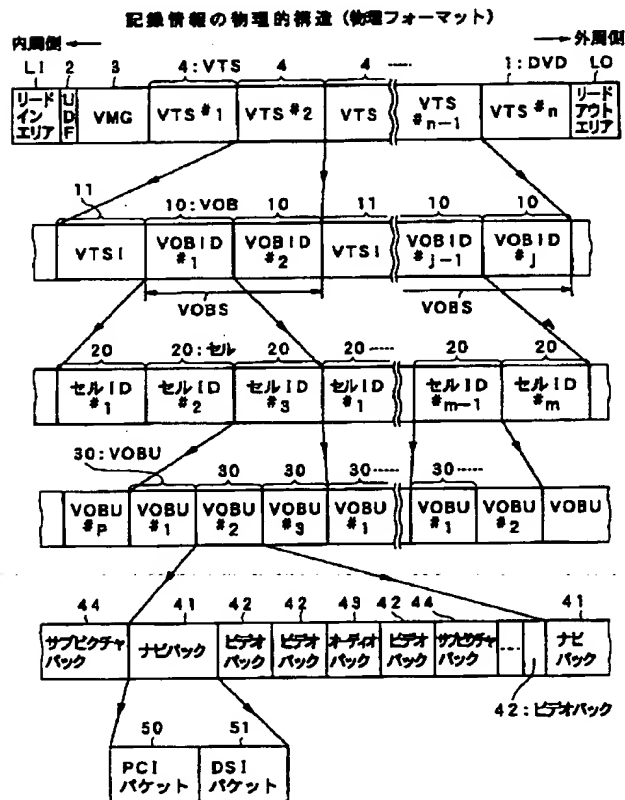 記録情報の物理的構造 (物理フォーマット)
内周側 外周側
LI 2 3 4:VTS 4 4 ····· 1:DVD LO
リードインエリア UDF VMG VTS #1 VTS #2 VTS VTS #n-1 VTS #n リードアウトエリア
11 10:VOB 10 11 10 10
VTSI VOBID #1 VOBID #2 VTSI VOBID #j-1 VOBID #j
VOBS VOBS
20 20:セル 20 20····· 20 20
セルID #1 セルID #2 セルID #3 セルID #1 セルID #m-1 セルID #m
30:VOBU 30 30 30····· 30·····
VOBU #P VOBU #1 VOBU #2 VOBU #3 VOBU #1 VOBU #1 VOBU #2 VOBU
44 41 42 42 43 42 44 41
サブピクチャパック ナビパック ビデオパック ビデオパック オーディオパック ビデオパック サブピクチャパック ···· ナビパック
42:ビデオパック
50 51
PCIパケット DSIパケット